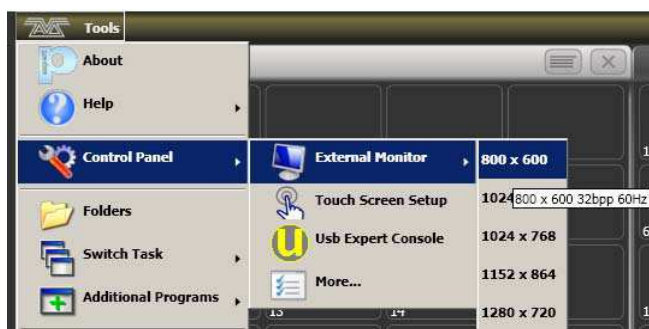 Tools
About
Help
Control Panel
External Monitor
800 x 600
Touch Screen Setup
1024
800 x 600 32bpp 60Hz
Folders
Usb Expert Console
1024 x 768
Switch Task
More...
1152 x 864
Additional Programs
1280 x 720
13
14